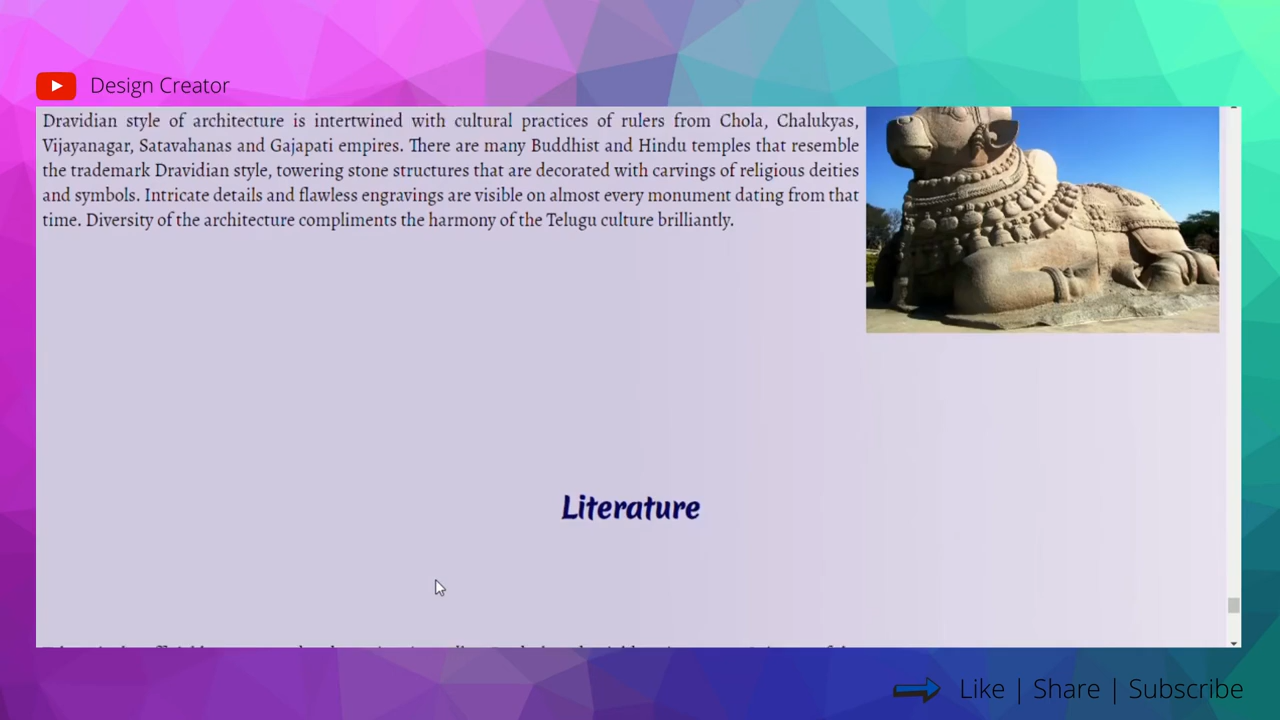 Design Creator
Dravidian style of architecture is intertwined with cultural practices of rulers from Chola, Chalukyas,
Vijayanagar, Satavahanas and Gajapati empires. There are many Buddhist and Hindu temples that resemble
the trademark Dravidian style, towering stone structures that are decorated with carvings of religious deities
and symbols. Intricate details and flawless engravings are visible on almost every monument dating from that
time. Diversity of the architecture compliments the harmony of the Telugu culture brilliantly.
Literature
Like | Share | Subscribe